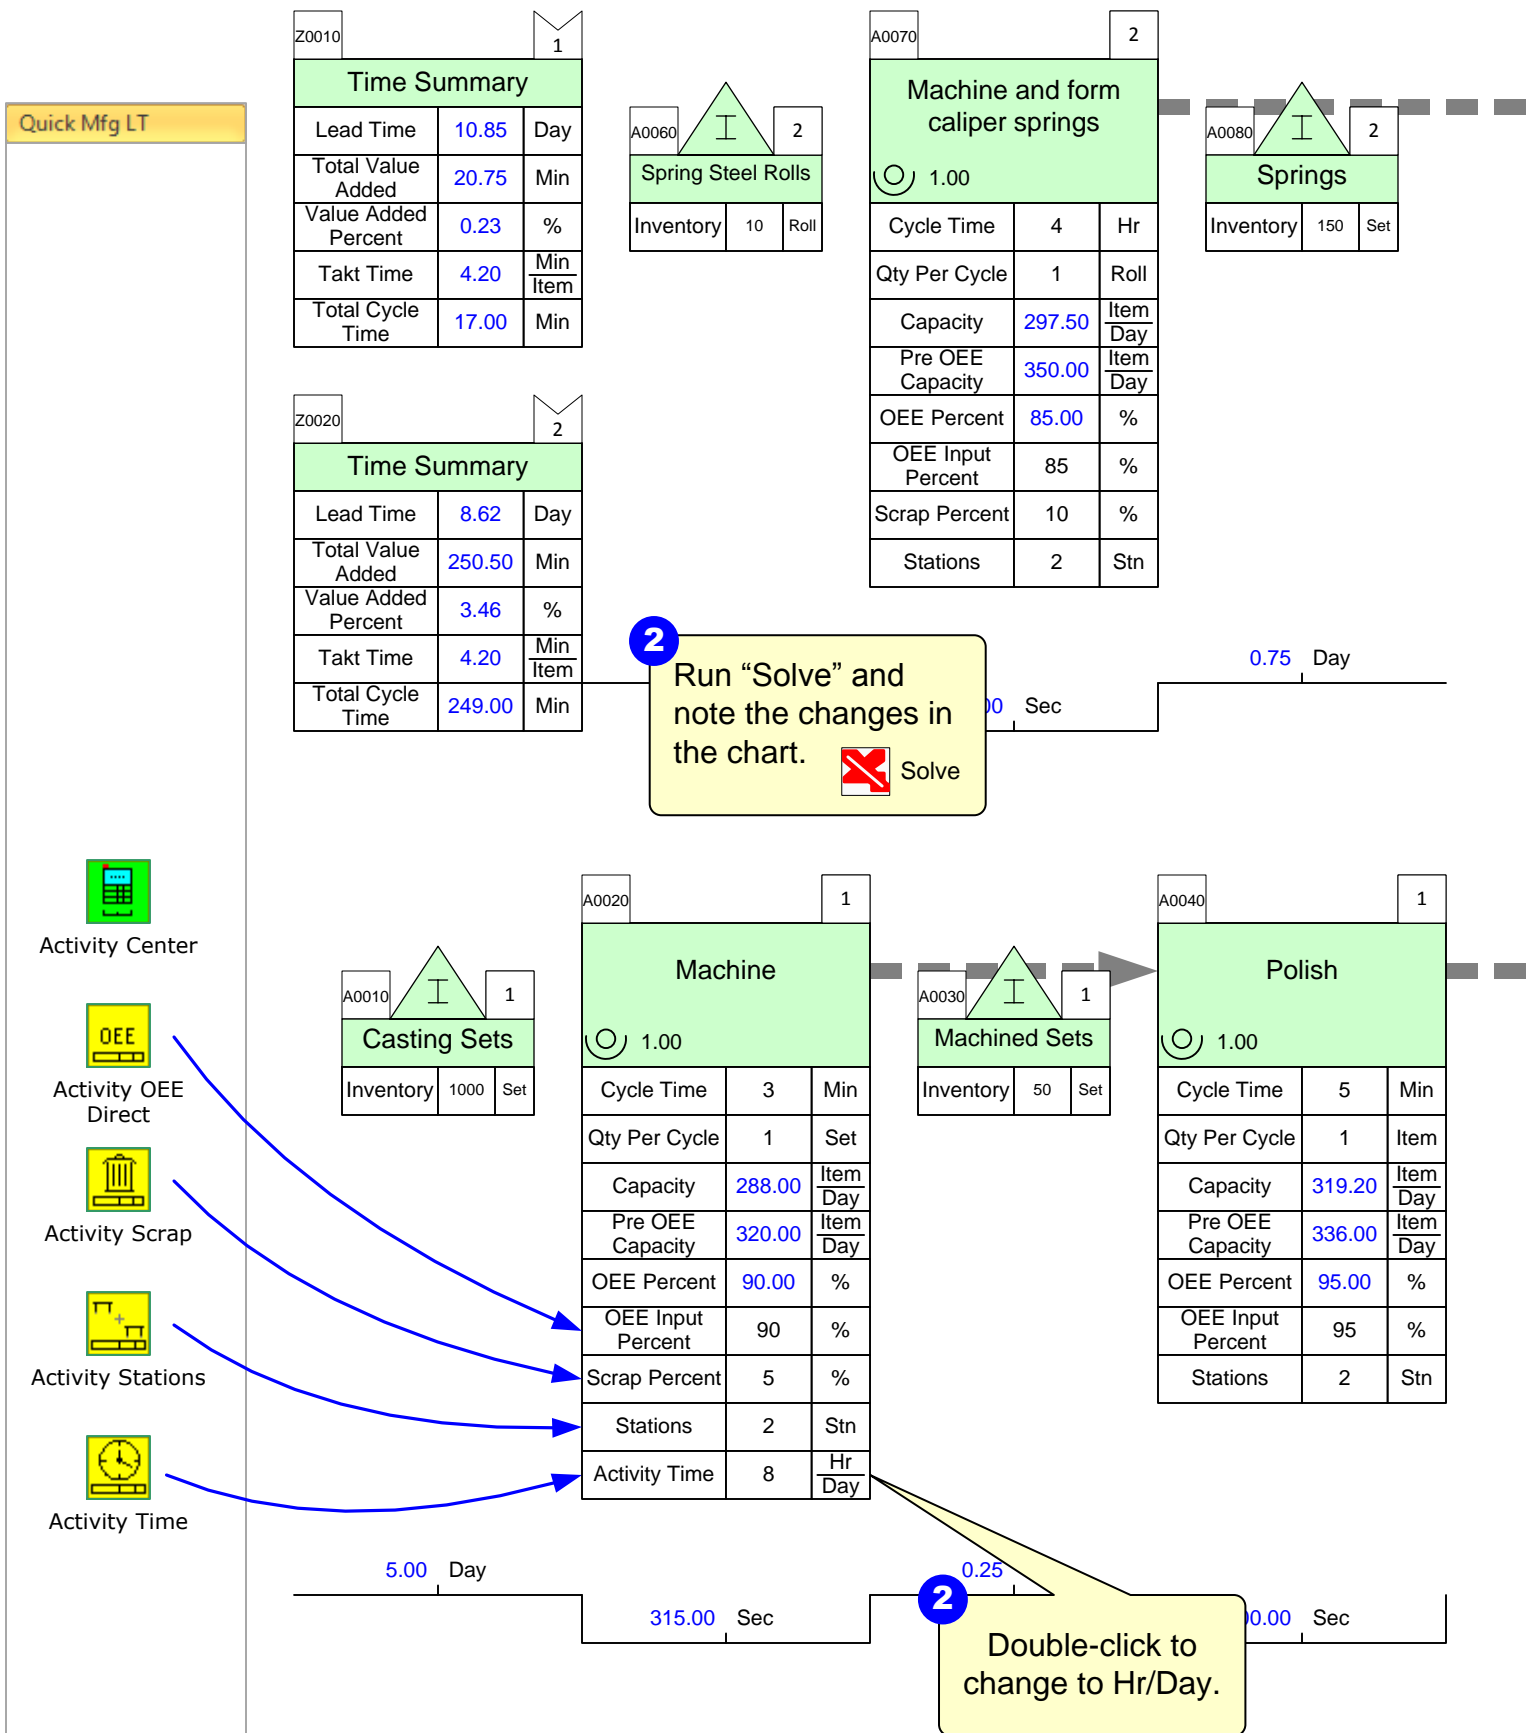 Quick Mfg LT
Z0010
1
Time Summary
Lead Time 10.85 Day
Total Value
Added 20.75 Min
Value Added
Percent 0.23 %
Takt Time 4.20 Min
Item
Total Cycle
Time 17.00 Min
A0060
I
2
Spring Steel Rolls
Inventory 10 Roll
A0070
2
Machine and form
caliper springs
1.00
Cycle Time 4 Hr
Qty Per Cycle 1 Roll
Capacity 297.50 Item
Day
Pre OEE
Capacity 350.00 Item
Day
OEE Percent 85.00 %
OEE Input
Percent 85 %
Scrap Percent 10 %
Stations 2 Stn
A0080
I
2
Springs
Inventory 150 Set
Z0020
2
Time Summary
Lead Time 8.62 Day
Total Value
Added 250.50 Min
Value Added
Percent 3.46 %
Takt Time 4.20 Min
Item
Total Cycle
Time 249.00 Min
2
Run “Solve” and
note the changes in
the chart.
Solve
Sec
0.75 Day
Activity Center
OEE
Activity OEE
Direct
Activity Scrap
Activity Stations
Activity Time
A0010
I
1
Casting Sets
Inventory 1000 Set
A0020
1
Machine
1.00
Cycle Time 3 Min
Qty Per Cycle 1 Set
Capacity 288.00 Item
Day
Pre OEE
Capacity 320.00 Item
Day
OEE Percent 90.00 %
OEE Input
Percent 90 %
Scrap Percent 5 %
Stations 2 Stn
Activity Time 8 Hr
Day
A0030
I
1
Machined Sets
Inventory 50 Set
A0040
1
Polish
1.00
Cycle Time 5 Min
Qty Per Cycle 1 Item
Capacity 319.20 Item
Day
Pre OEE
Capacity 336.00 Item
Day
OEE Percent 95.00 %
OEE Input
Percent 95 %
Stations 2 Stn
5.00 Day
315.00 Sec
0.25
2
Double-click to
change to Hr/Day.
Sec